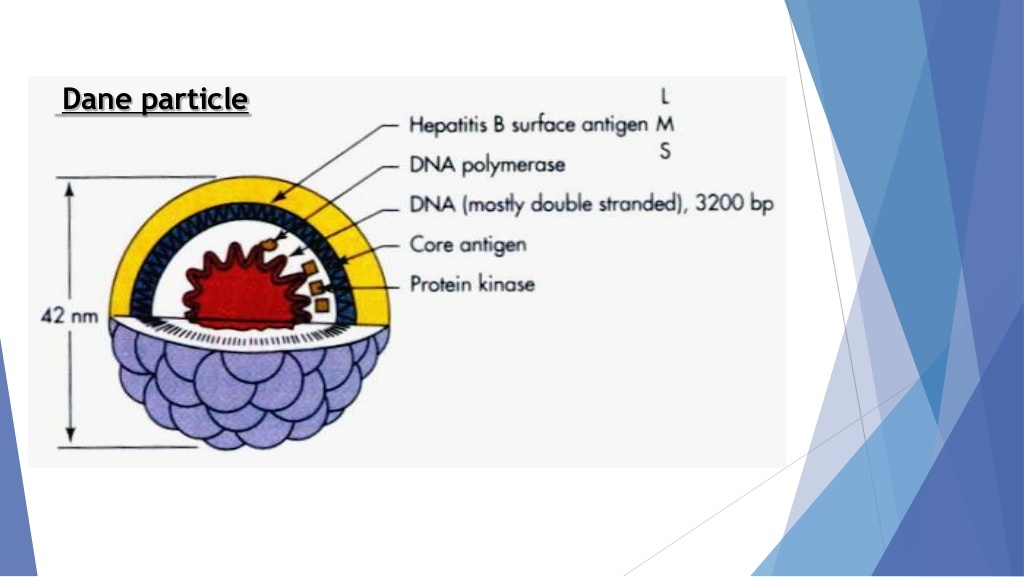 Dane particle
L
Hepatitis B surface antigen M
S
DNA polymerase
DNA (mostly double stranded), 3200 bp
Core antigen
Protein kinase
42 nm